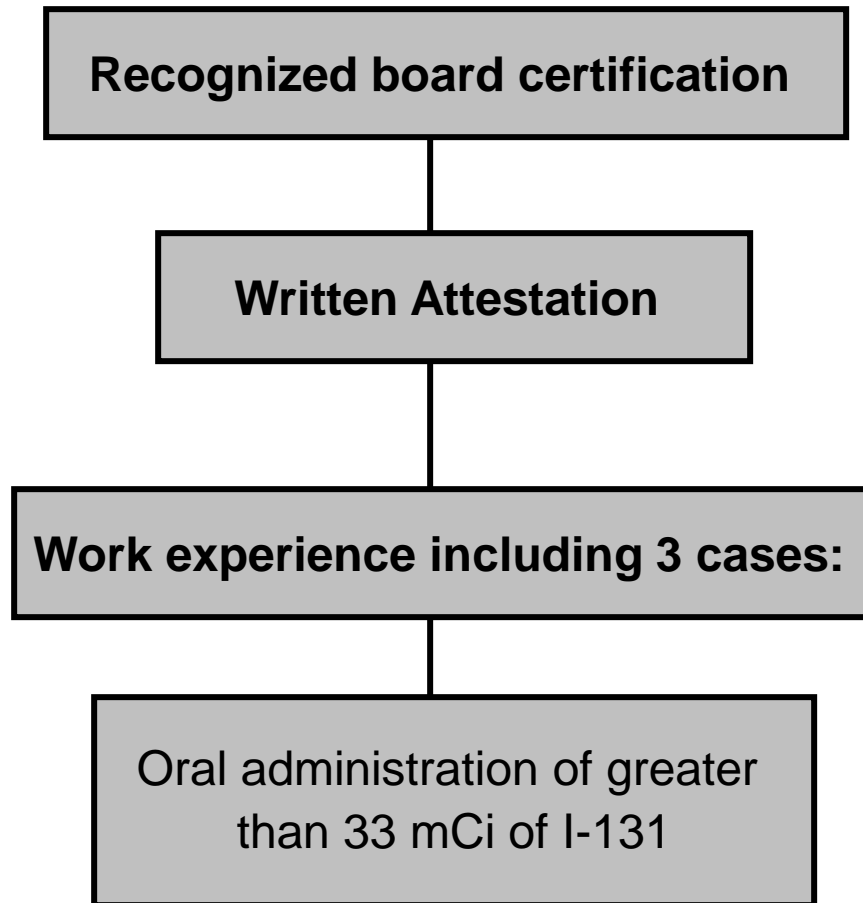 Recognized board certification
Written Attestation
Work experience including 3 cases:
Oral administration of greater
than 33 mCi of I-131